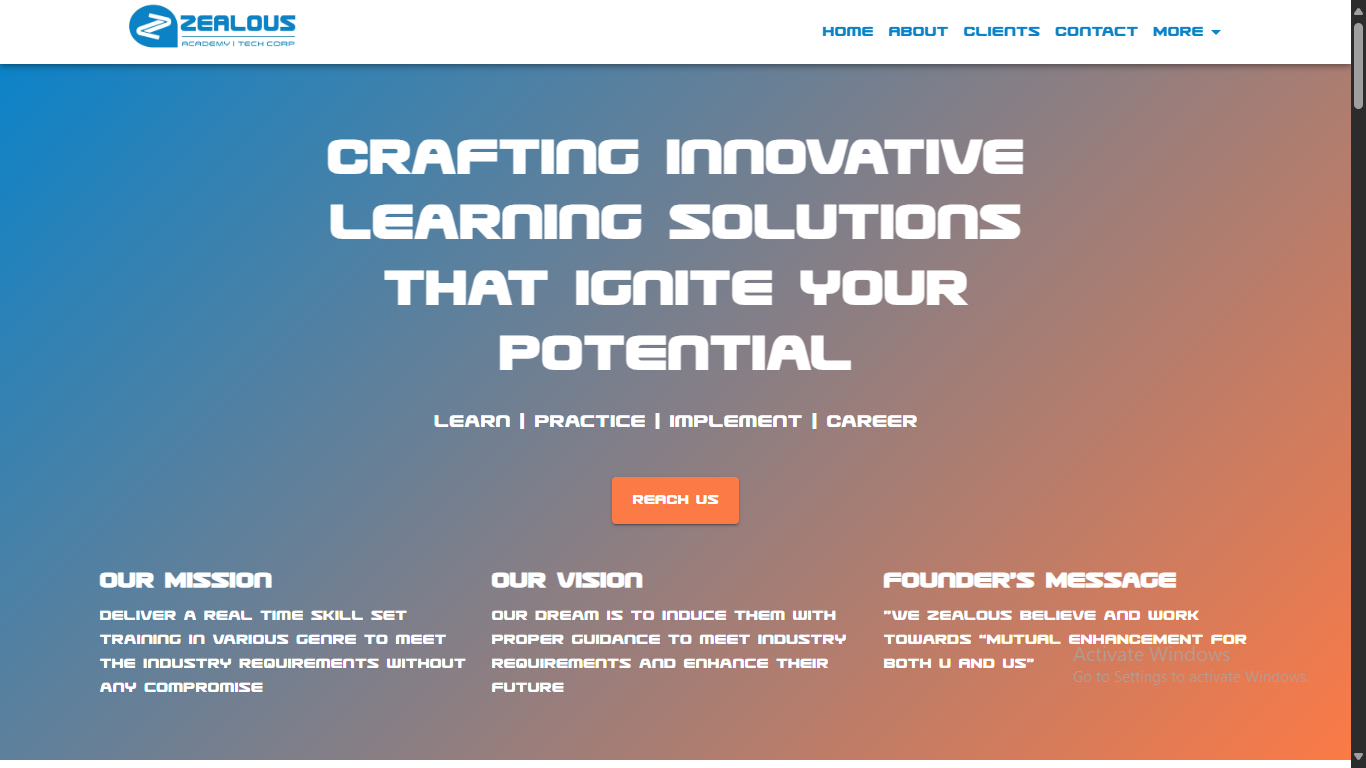 ZEALOUS
ACADEMY | TECH CORP
HOME ABOUT CLIENTS CONTACT MORE
CRAFTING INNOVATIVE
LEARNING SOLUTIONS
THAT IGNITE YOUR
POTENTIAL
LEARN | PRACTICE | IMPLEMENT | CAREER
REACH US
OUR MISSION
DELIVER A REAL TIME SKILL SET
TRAINING IN VARIOUS GENRE TO MEET
THE INDUSTRY REQUIREMENTS WITHOUT
ANY COMPROMISE
OUR VISION
OUR DREAM IS TO INDUCE THEM WITH
PROPER GUIDANCE TO MEET INDUSTRY
REQUIREMENTS AND ENHANCE THEIR
FUTURE
FOUNDER'S MESSAGE
"WE ZEALOUS BELIEVE AND WORK
TOWARDS "MUTUAL ENHANCEMENT FOR
BOTH U AND US"
Activate Windows
Go to Settings to activate Windows.